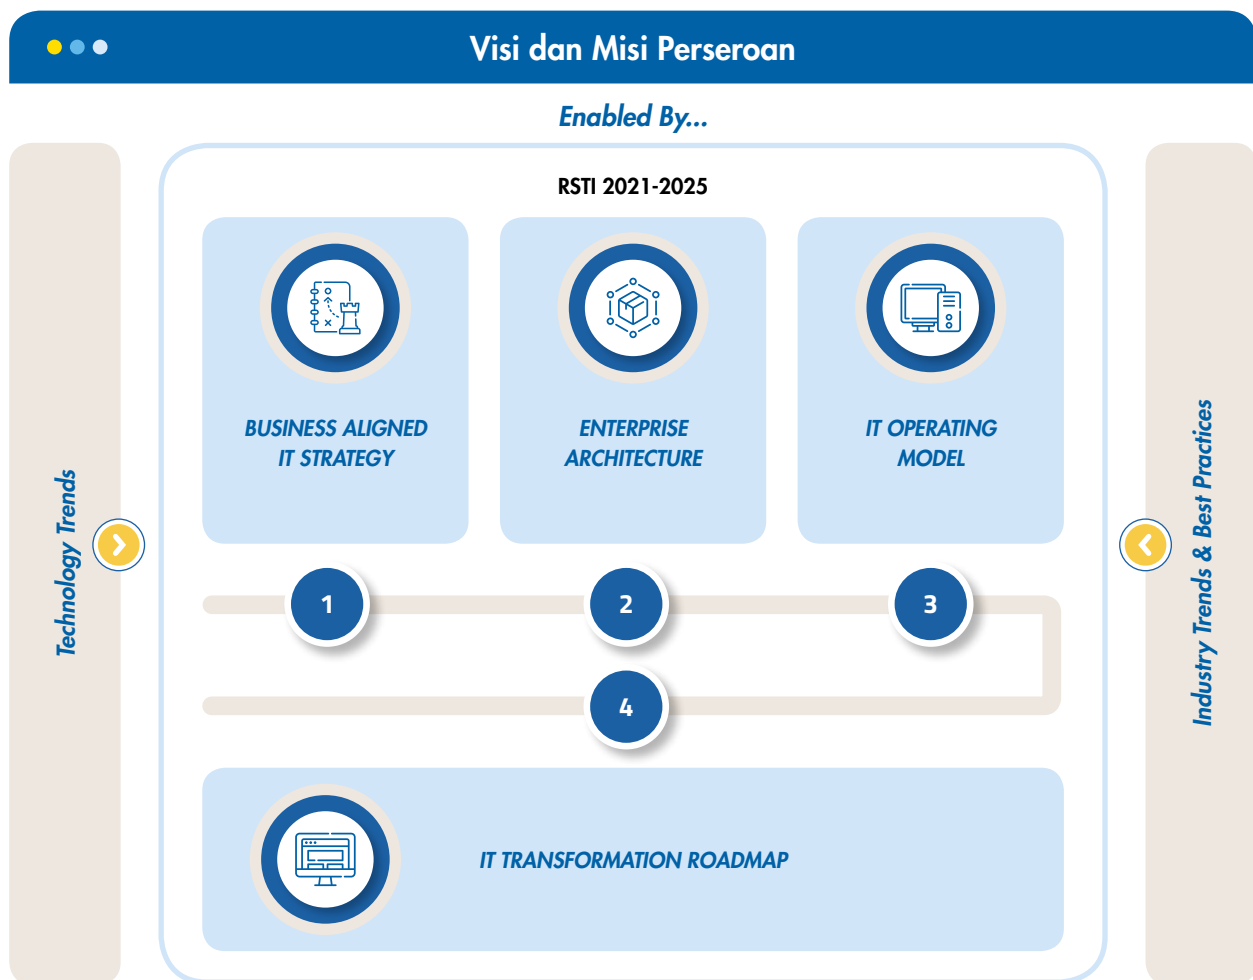 Visi dan Misi Perseroan
Enabled By...
RSTI 2021-2025
BUSINESS ALIGNED
IT STRATEGY
ENTERPRISE
ARCHITECTURE
IT OPERATING
MODEL
Technology Trends
Industry Trends & Best Practices
1
2
3
4
IT TRANSFORMATION ROADMAP